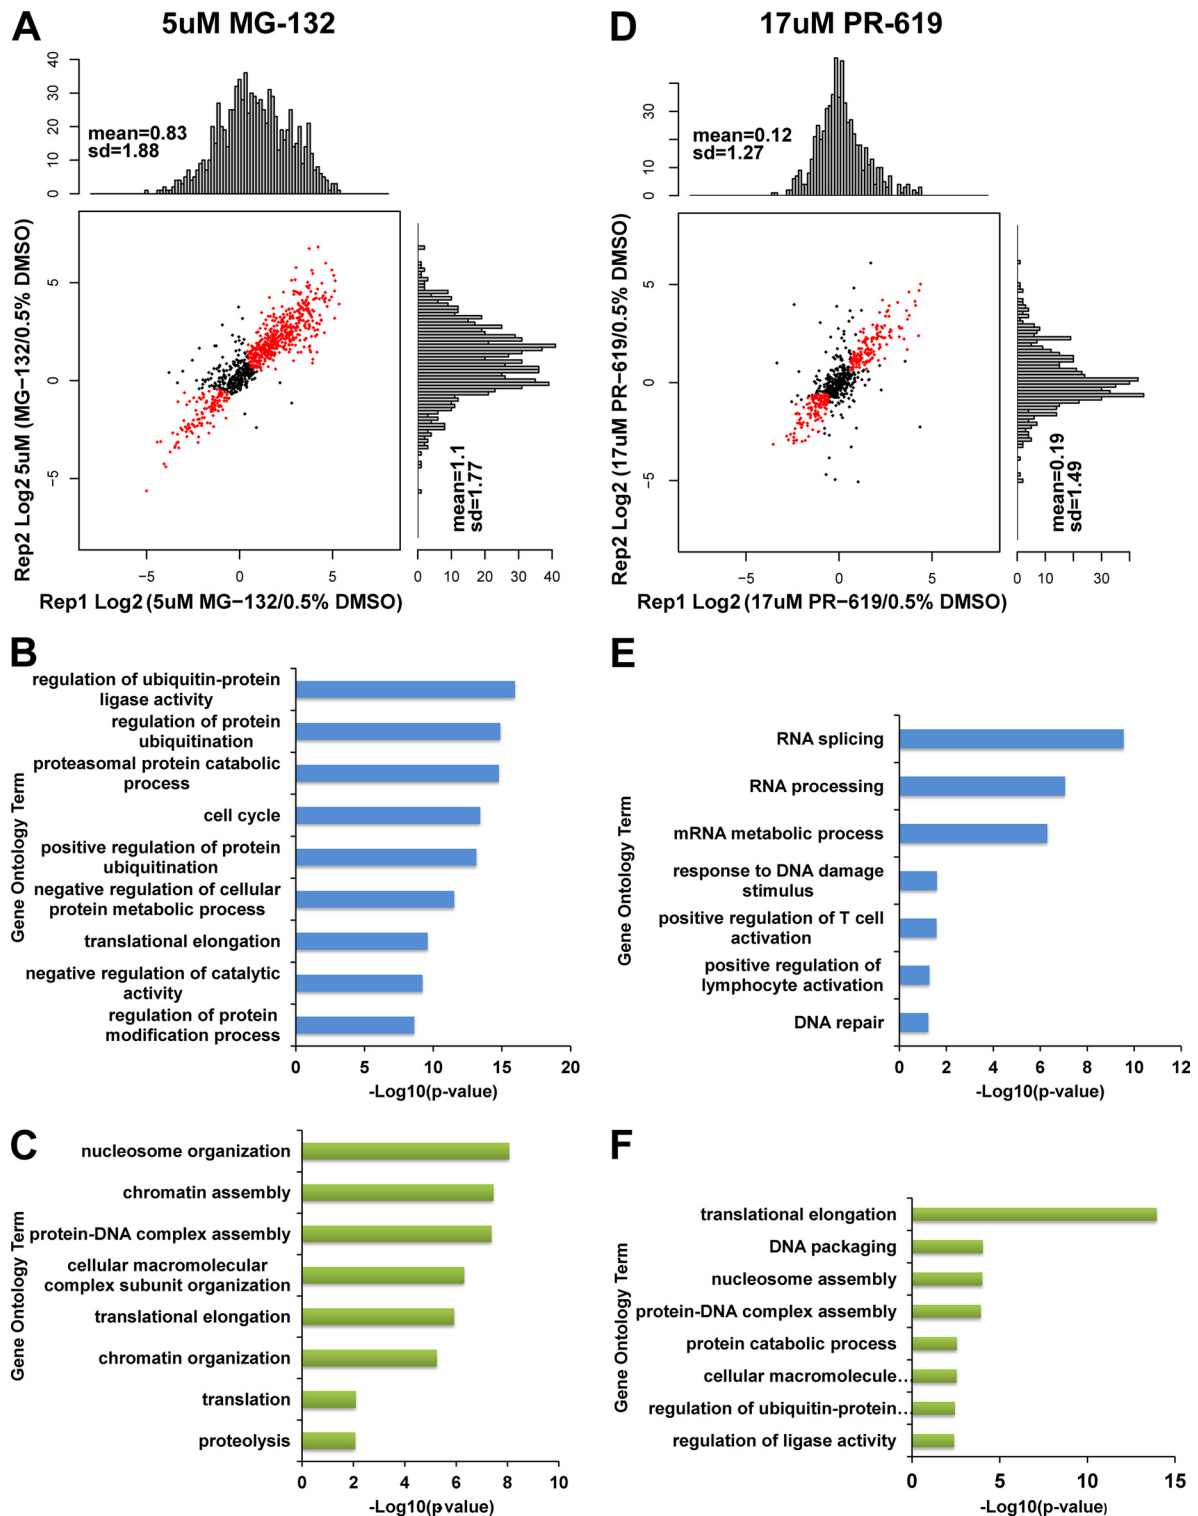 A
5uM MG-132
0 10 20 30 40
mean=0.83
sd=1.88
Rep2 Log2 5uM (MG−132/0.5% DMSO)
5
0
−5
−5 0 5
Rep1 Log2 (5uM MG−132/0.5% DMSO)
mean=1.1
sd=1.77
0 10 20 30 40
D
17uM PR-619
0 10 30
mean=0.12
sd=1.27
Rep2 Log2 (17uM PR−619/0.5% DMSO)
5
0
−5
−5 0 5
Rep1 Log2 (17uM PR−619/0.5% DMSO)
mean=0.19
sd=1.49
0 10 30
B
Gene Ontology Term
regulation of ubiquitin-protein
ligase activity
regulation of protein
ubiquitination
proteasomal protein catabolic
process
cell cycle
positive regulation of protein
ubiquitination
negative regulation of cellular
protein metabolic process
translational elongation
negative regulation of catalytic
activity
regulation of protein
modification process
0 5 10 15 20
-Log10(p-value)
E
Gene Ontology Term
RNA splicing
RNA processing
mRNA metabolic process
response to DNA damage
stimulus
positive regulation of T cell
activation
positive regulation of
lymphocyte activation
DNA repair
0 2 4 6 8 10 12
-Log10(p-value)
C
Gene Ontology Term
nucleosome organization
chromatin assembly
protein-DNA complex assembly
cellular macromolecular
complex subunit organization
translational elongation
chromatin organization
translation
proteolysis
0 2 4 6 8 10
-Log10(p-value)
F
Gene Ontology Term
translational elongation
DNA packaging
nucleosome assembly
protein-DNA complex assembly
protein catabolic process
cellular macromolecule…
regulation of ubiquitin-protein…
regulation of ligase activity
0 5 10 15
-Log10(p-value)